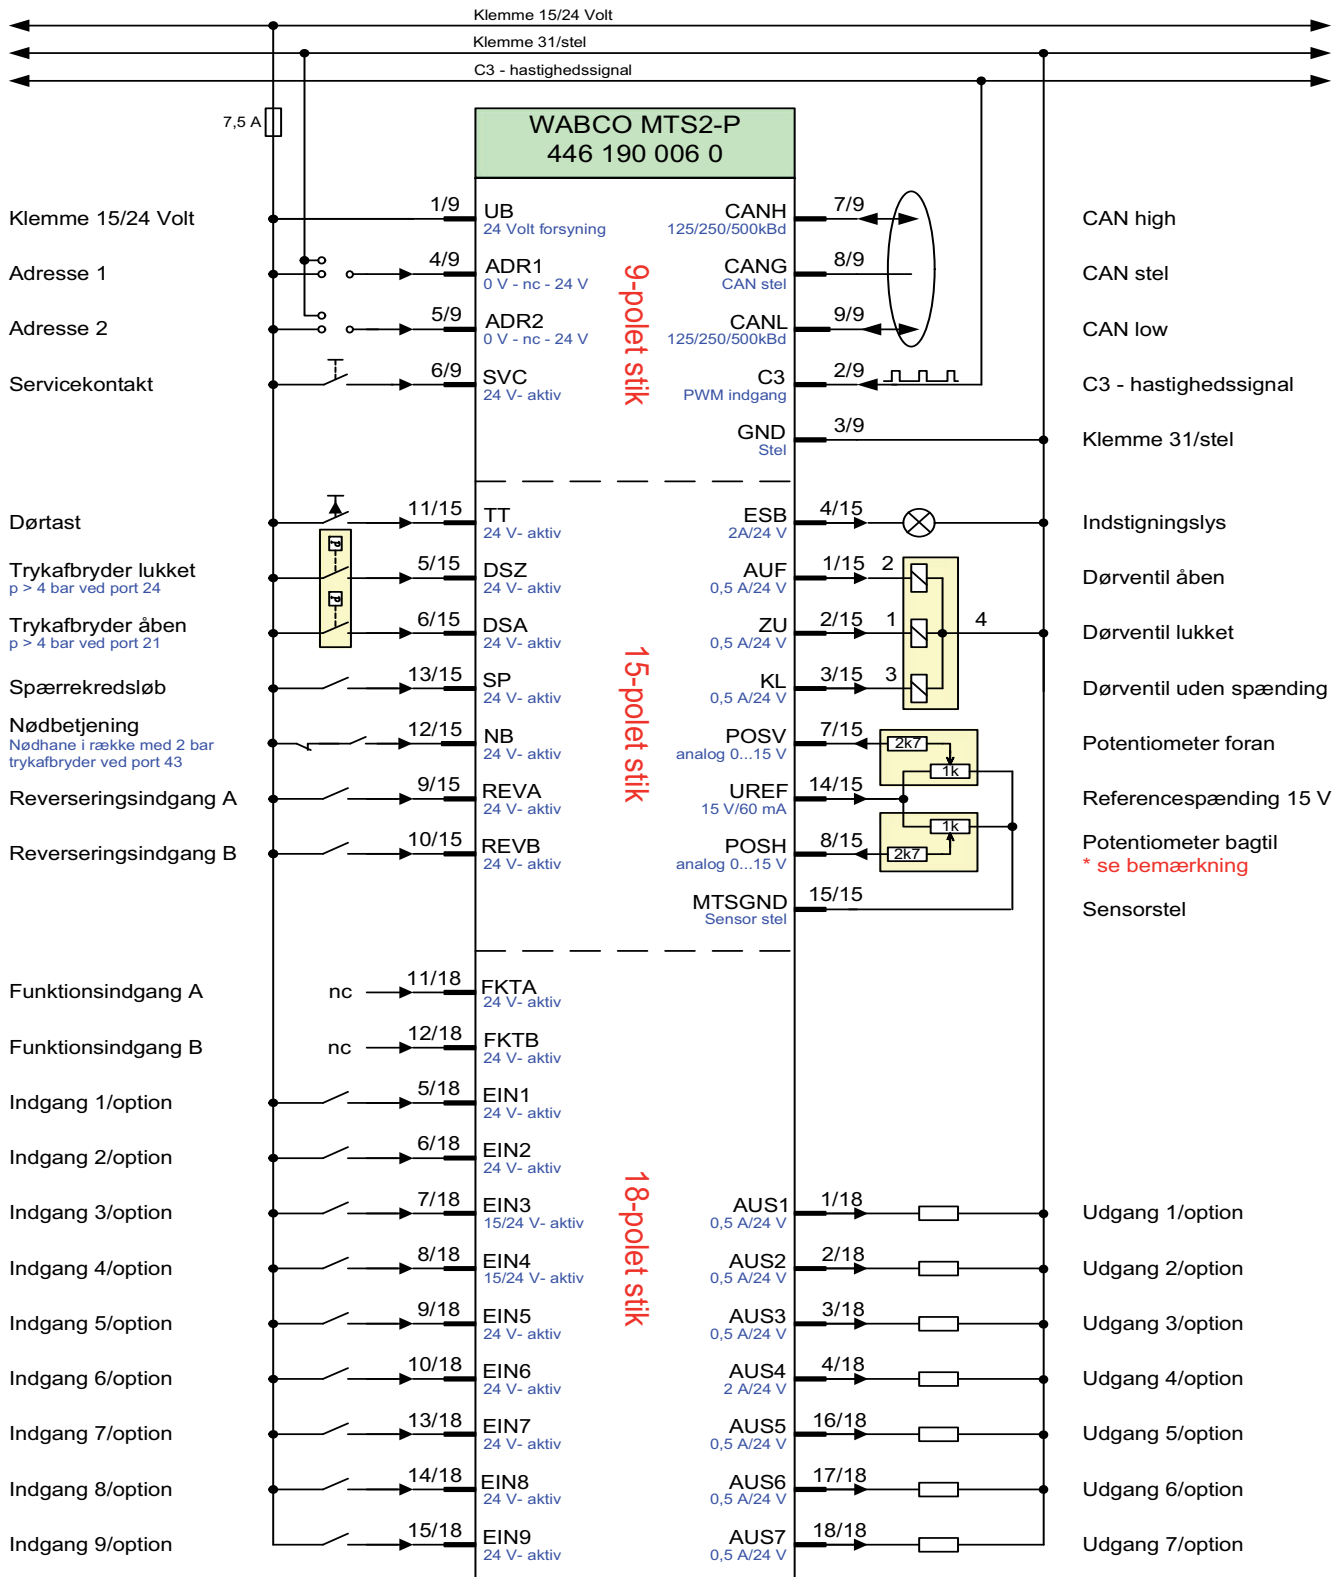 Klemme 15/24 Volt
Klemme 31/stel
C3 - hastighedssignal
7,5 A
WABCO MTS2-P
446 190 006 0
Klemme 15/24 Volt
1/9
UB
24 Volt forsyning
CANH
125/250/500kBd
7/9
CAN high
Adresse 1
4/9
ADR1
0 V - nc - 24 V
CANG
CAN stel
8/9
CAN stel
Adresse 2
5/9
ADR2
0 V - nc - 24 V
CANL
125/250/500kBd
9/9
CAN low
Servicekontakt
6/9
SVC
24 V- aktiv
C3
PWM indgang
2/9
C3 - hastighedssignal
GND
Stel
3/9
Klemme 31/stel
9-polet stik
Dørtast
11/15
TT
24 V- aktiv
ESB
2A/24 V
4/15
Indstigningslys
Trykafbryder lukket
p > 4 bar ved port 24
P
5/15
DSZ
24 V- aktiv
AUF
0,5 A/24 V
1/15
2
Dørventil åben
Trykafbryder åben
p > 4 bar ved port 21
P
6/15
DSA
24 V- aktiv
ZU
0,5 A/24 V
2/15
1
4
Dørventil lukket
Spærrekredsløb
13/15
SP
24 V- aktiv
KL
0,5 A/24 V
3/15
3
Dørventil uden spænding
Nødbetjening
Nødhane i række med 2 bar
trykafbryder ved port 43
12/15
NB
24 V- aktiv
POSV
analog 0...15 V
7/15
2k7
1k
Potentiometer foran
Reverseringsindgang A
9/15
REVA
24 V- aktiv
UREF
15 V/60 mA
14/15
Referencespænding 15 V
Reverseringsindgang B
10/15
REVB
24 V- aktiv
POSH
analog 0...15 V
8/15
1k
2k7
Potentiometer bagtil
* se bemærkning
MTSGND
Sensor stel
15/15
Sensorstel
15-polet stik
Funktionsindgang A
nc
11/18
FKTA
24 V- aktiv
Funktionsindgang B
nc
12/18
FKTB
24 V- aktiv
Indgang 1/option
5/18
EIN1
24 V- aktiv
Indgang 2/option
6/18
EIN2
24 V- aktiv
Indgang 3/option
7/18
EIN3
15/24 V- aktiv
AUS1
0,5 A/24 V
1/18
Udgang 1/option
Indgang 4/option
8/18
EIN4
15/24 V- aktiv
AUS2
0,5 A/24 V
2/18
Udgang 2/option
Indgang 5/option
9/18
EIN5
24 V- aktiv
AUS3
0,5 A/24 V
3/18
Udgang 3/option
Indgang 6/option
10/18
EIN6
24 V- aktiv
AUS4
2 A/24 V
4/18
Udgang 4/option
Indgang 7/option
13/18
EIN7
24 V- aktiv
AUS5
0,5 A/24 V
16/18
Udgang 5/option
Indgang 8/option
14/18
EIN8
24 V- aktiv
AUS6
0,5 A/24 V
17/18
Udgang 6/option
Indgang 9/option
15/18
EIN9
24 V- aktiv
AUS7
0,5 A/24 V
18/18
Udgang 7/option
18-polet stik